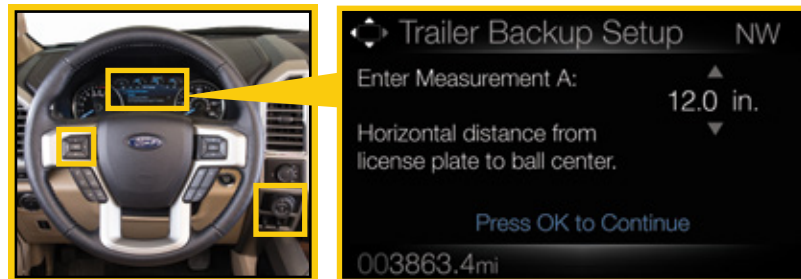 Ford
Trailer Backup Setup NW
Enter Measurement A:
12.0 in.
Horizontal distance from
license plate to ball center.
Press OK to Continue
003863.4mi